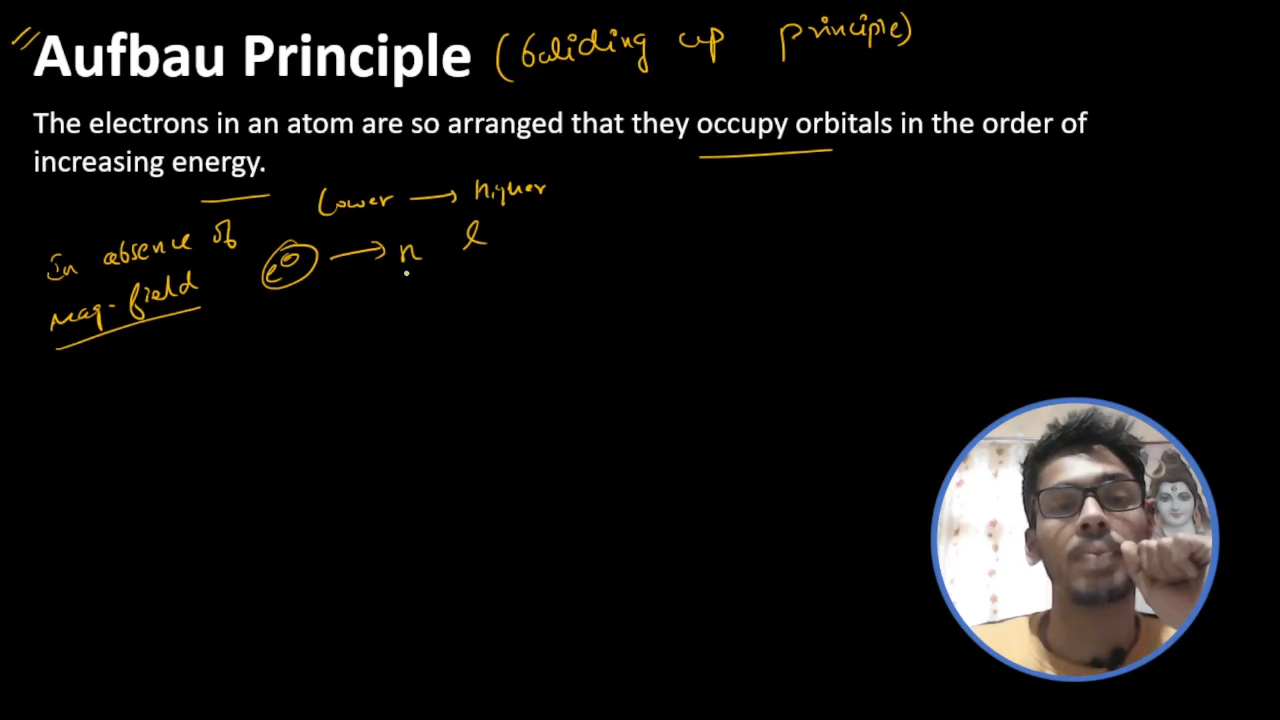 Aufbau Principle (building up principle)
The electrons in an atom are so arranged that they occupy orbitals in the order of
increasing energy.
Lower → higher
In absence of
mag. field
e⊖ → n l